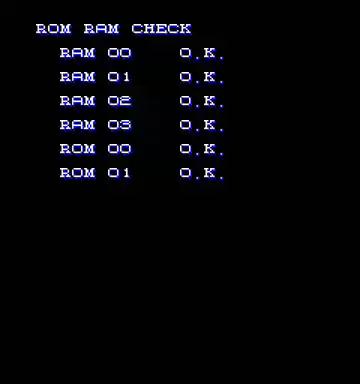 ROM RAM CHECK
RAM 00 O.K.
RAM 01 O.K.
RAM 02 O.K.
RAM 03 O.K.
ROM 00 O.K.
ROM 01 O.K.